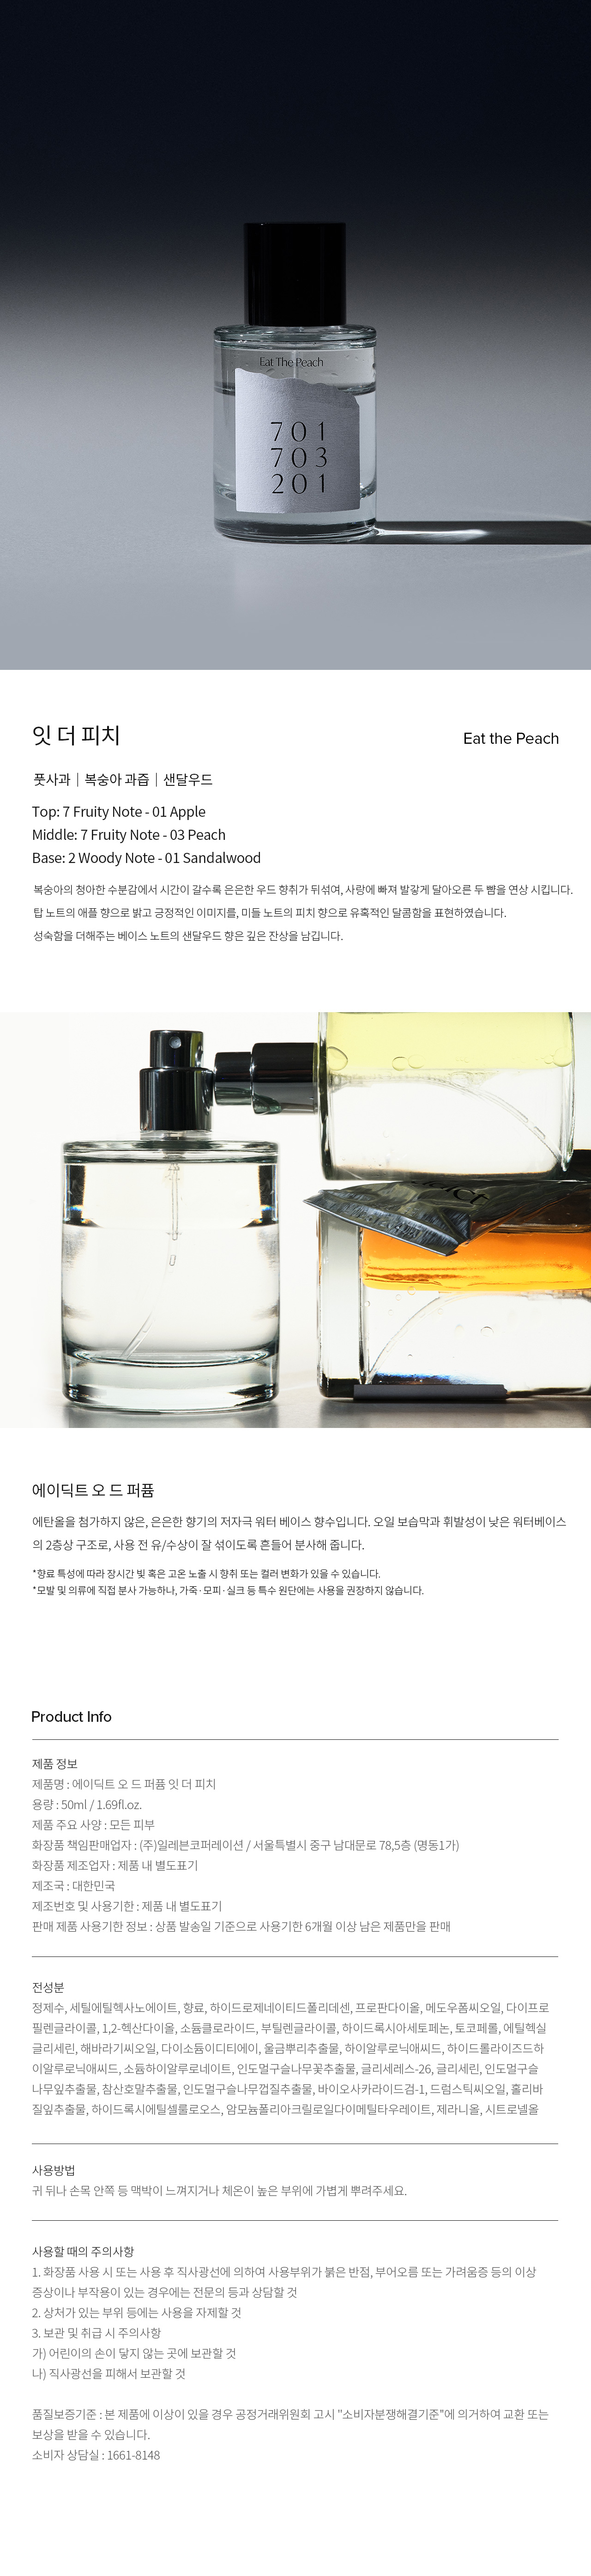 Eat The Peach
701
703
201
잇 더 피치
Eat the Peach
풋사과｜복숭아 과즙｜샌달우드
Top: 7 Fruity Note - 01 Apple
Middle: 7 Fruity Note - 03 Peach
Base: 2 Woody Note - 01 Sandalwood
복숭아의 청아한 수분감에서 시간이 갈수록 은은한 우드 향취가 뒤섞여, 사랑에 빠져 발갛게 달아오른 두 뺨을 연상 시킵니다.
탑 노트의 애플 향으로 밝고 긍정적인 이미지를, 미들 노트의 피치 향으로 유혹적인 달콤함을 표현하였습니다.
성숙함을 더해주는 베이스 노트의 샌달우드 향은 깊은 잔상을 남깁니다.
에이딕트 오 드 퍼퓸
에탄올을 첨가하지 않은, 은은한 향기의 저자극 워터 베이스 향수입니다. 오일 보습막과 휘발성이 낮은 워터베이스
의 2층상 구조로, 사용 전 유/수상이 잘 섞이도록 흔들어 분사해 줍니다.
*향료 특성에 따라 장시간 빛 혹은 고온 노출 시 향취 또는 컬러 변화가 있을 수 있습니다.
*모발 및 의류에 직접 분사 가능하나, 가죽·모피·실크 등 특수 원단에는 사용을 권장하지 않습니다.
Product Info
제품 정보
제품명 : 에이딕트 오 드 퍼퓸 잇 더 피치
용량 : 50ml / 1.69fl.oz.
제품 주요 사양 : 모든 피부
화장품 책임판매업자 : (주)일레븐코퍼레이션 / 서울특별시 중구 남대문로 78,5층 (명동1가)
화장품 제조업자 : 제품 내 별도표기
제조국 : 대한민국
제조번호 및 사용기한 : 제품 내 별도표기
판매 제품 사용기한 정보 : 상품 발송일 기준으로 사용기한 6개월 이상 남은 제품만을 판매
전성분
정제수, 세틸에틸헥사노에이트, 향료, 하이드로제네이티드폴리데센, 프로판다이올, 메도우폼씨오일, 다이프로
필렌글라이콜, 1,2-헥산다이올, 소듐클로라이드, 부틸렌글라이콜, 하이드록시아세토페논, 토코페롤, 에틸헥실
글리세린, 해바라기씨오일, 다이소듐이디티에이, 울금뿌리추출물, 하이알루로닉애씨드, 하이드롤라이즈드하
이알루로닉애씨드, 소듐하이알루로네이트, 인도멀구슬나무꽃추출물, 글리세레스-26, 글리세린, 인도멀구슬
나무잎추출물, 참산호말추출물, 인도멀구슬나무껍질추출물, 바이오사카라이드검-1, 드럼스틱씨오일, 홀리바
질잎추출물, 하이드록시에틸셀룰로오스, 암모늄폴리아크릴로일다이메틸타우레이트, 제라니올, 시트로넬올
사용방법
귀 뒤나 손목 안쪽 등 맥박이 느껴지거나 체온이 높은 부위에 가볍게 뿌려주세요.
사용할 때의 주의사항
1. 화장품 사용 시 또는 사용 후 직사광선에 의하여 사용부위가 붉은 반점, 부어오름 또는 가려움증 등의 이상
증상이나 부작용이 있는 경우에는 전문의 등과 상담할 것
2. 상처가 있는 부위 등에는 사용을 자제할 것
3. 보관 및 취급 시 주의사항
가) 어린이의 손이 닿지 않는 곳에 보관할 것
나) 직사광선을 피해서 보관할 것
품질보증기준 : 본 제품에 이상이 있을 경우 공정거래위원회 고시 "소비자분쟁해결기준"에 의거하여 교환 또는
보상을 받을 수 있습니다.
소비자 상담실 : 1661-8148